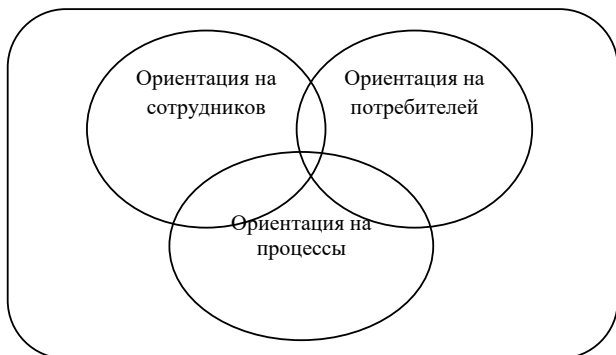 Ориентация на
сотрудников
Ориентация на
потребителей
Ориентация на
процессы